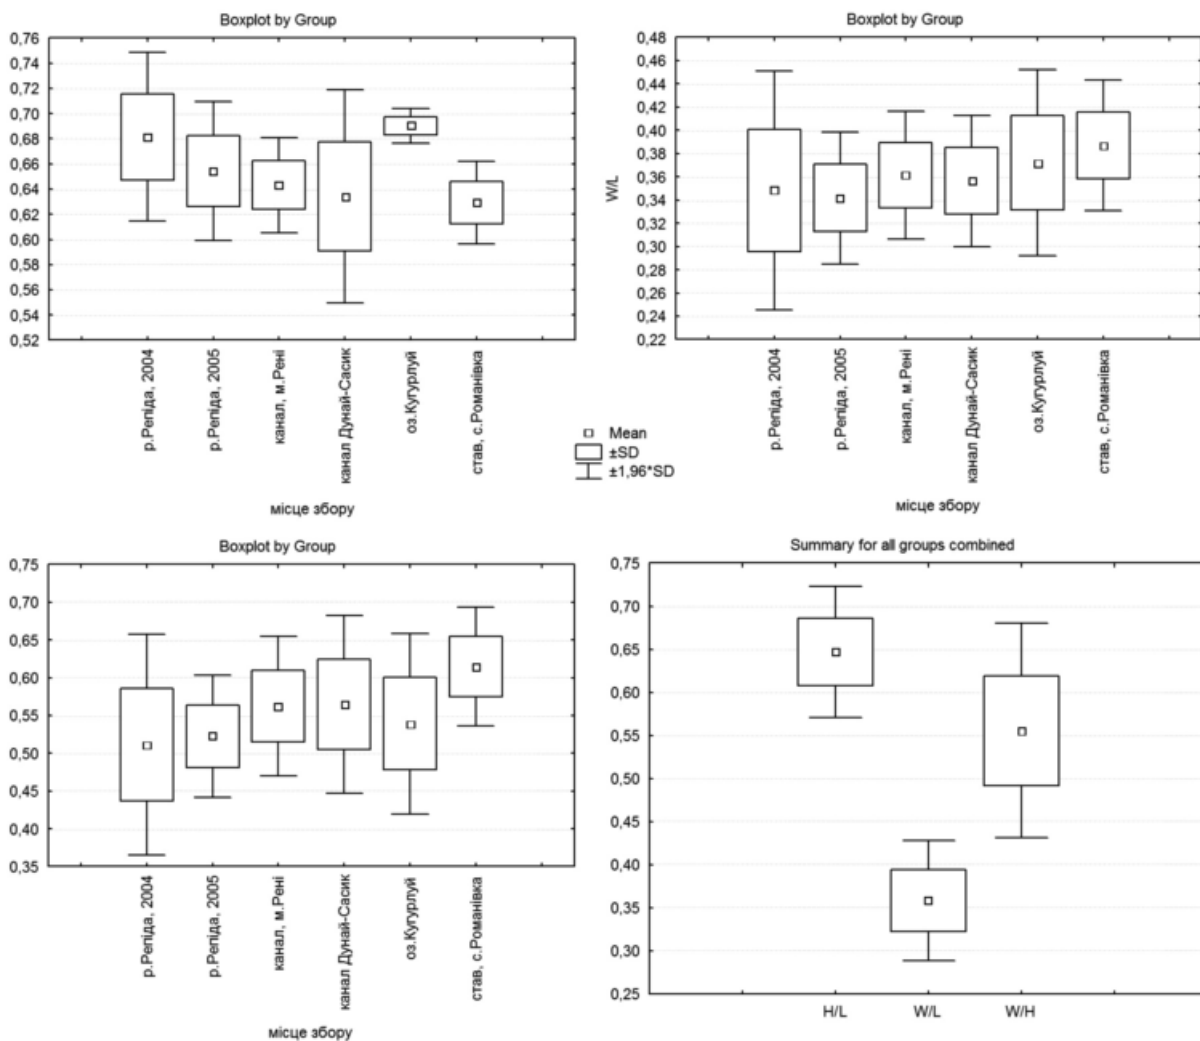 Boxplot by Group
0,76
0,74
0,72
0,70
0,68
0,66
0,64
0,62
0,60
0,58
0,56
0,54
0,52
р.Репіда, 2004
р.Репіда, 2005
канал, м.Рені
канал Дунай-Сасик
оз.Кугурлуй
став, с.Романівка
місце збору
Boxplot by Group
W/L
0,48
0,46
0,44
0,42
0,40
0,38
0,36
0,34
0,32
0,30
0,28
0,26
0,24
0,22
р.Репіда, 2004
р.Репіда, 2005
канал, м.Рені
канал Дунай-Сасик
оз.Кугурлуй
став, с.Романівка
місце збору
Mean
±SD
±1,96*SD
Boxplot by Group
0,75
0,70
0,65
0,60
0,55
0,50
0,45
0,40
0,35
р.Репіда, 2004
р.Репіда, 2005
канал, м.Рені
канал Дунай-Сасик
оз.Кугурлуй
став, с.Романівка
місце збору
Summary for all groups combined
0,75
0,70
0,65
0,60
0,55
0,50
0,45
0,40
0,35
0,30
0,25
H/L
W/L
W/H